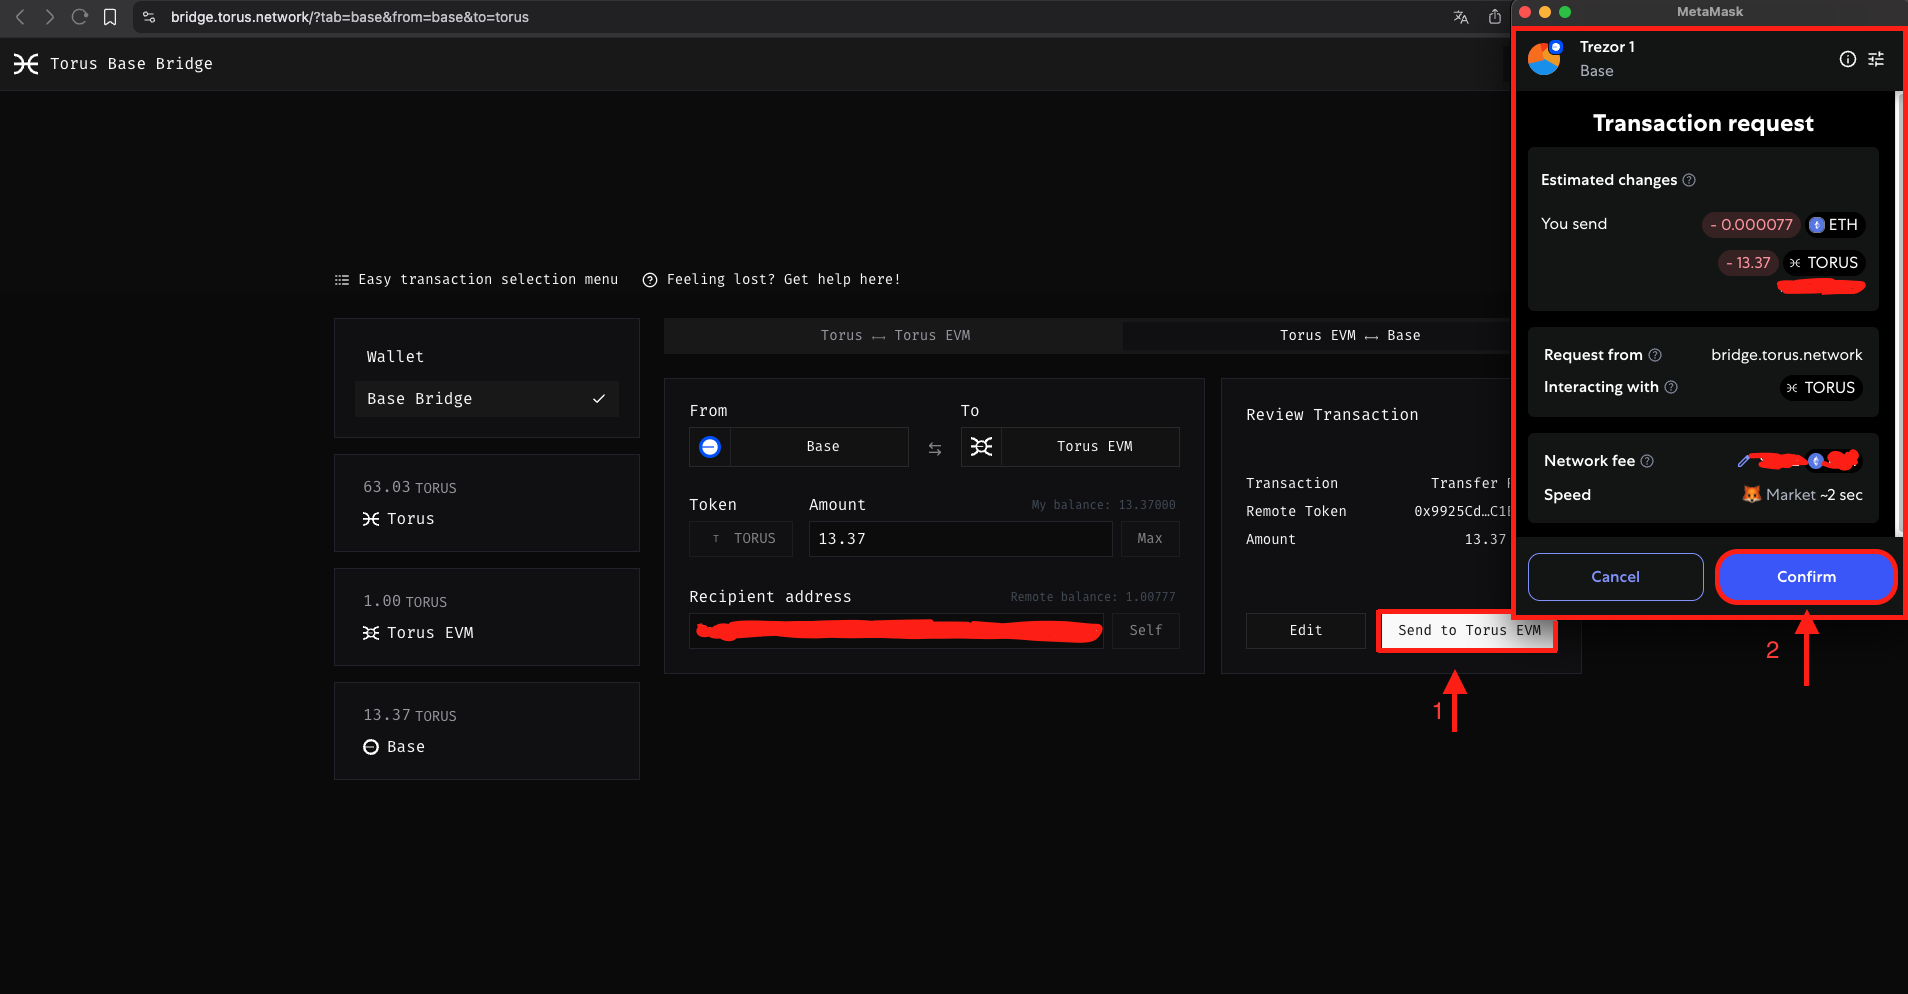 bridge.torus.network/?tab=base&from=base&to=torus
Torus Base Bridge
Easy transaction selection menu
Feeling lost? Get help here!
Wallet
Base Bridge
63.03 TORUS
Torus
1.00 TORUS
Torus EVM
13.37 TORUS
Base
Torus ⟷ Torus EVM
Torus EVM ⟷ Base
From
To
Base
Torus EVM
Token
Amount
My balance: 13.37000
T TORUS
13.37
Max
Recipient address
Remote balance: 1.00777
Self
Review Transaction
Transaction
Transfer
Remote Token
0x9925Cd…C1
Amount
13.37
Edit
Send to Torus EVM
1
MetaMask
Trezor 1
Base
Transaction request
Estimated changes
You send
- 0.000077 ETH
- 13.37 TORUS
Request from
bridge.torus.network
Interacting with
TORUS
Network fee
Speed
Market ~2 sec
Cancel
Confirm
2